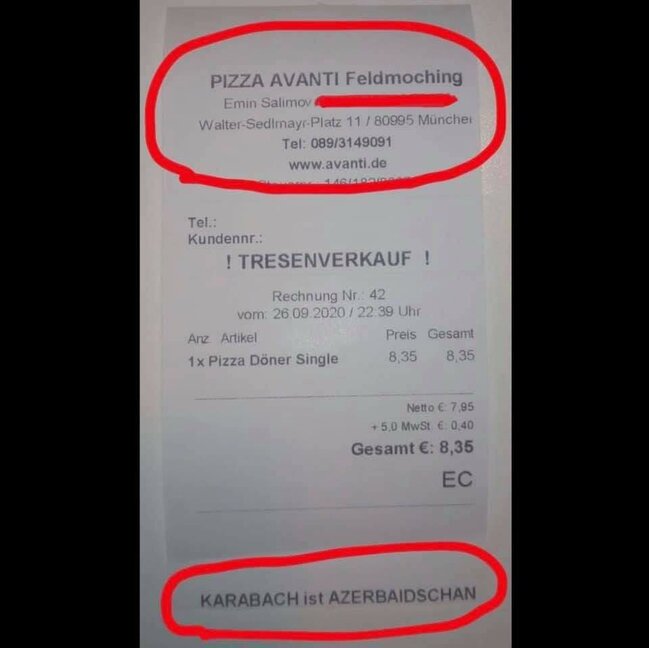 PIZZA AVANTI Feldmoching
Emin Salimov
Walter-Sedlmayr-Platz 11 / 80995 Münchei
Tel: 089/3149091
www.avanti.de
Tel.:
Kundennr.:
! TRESENVERKAUF !
Rechnung Nr.: 42
vom: 26.09.2020 / 22:39 Uhr
Anz Artikel Preis Gesamt
1x Pizza Döner Single 8,35 8,35
Netto €: 7,95
+ 5,0 MwSt. €: 0,40
Gesamt €: 8,35
EC
KARABACH ist AZERBAIDSCHAN